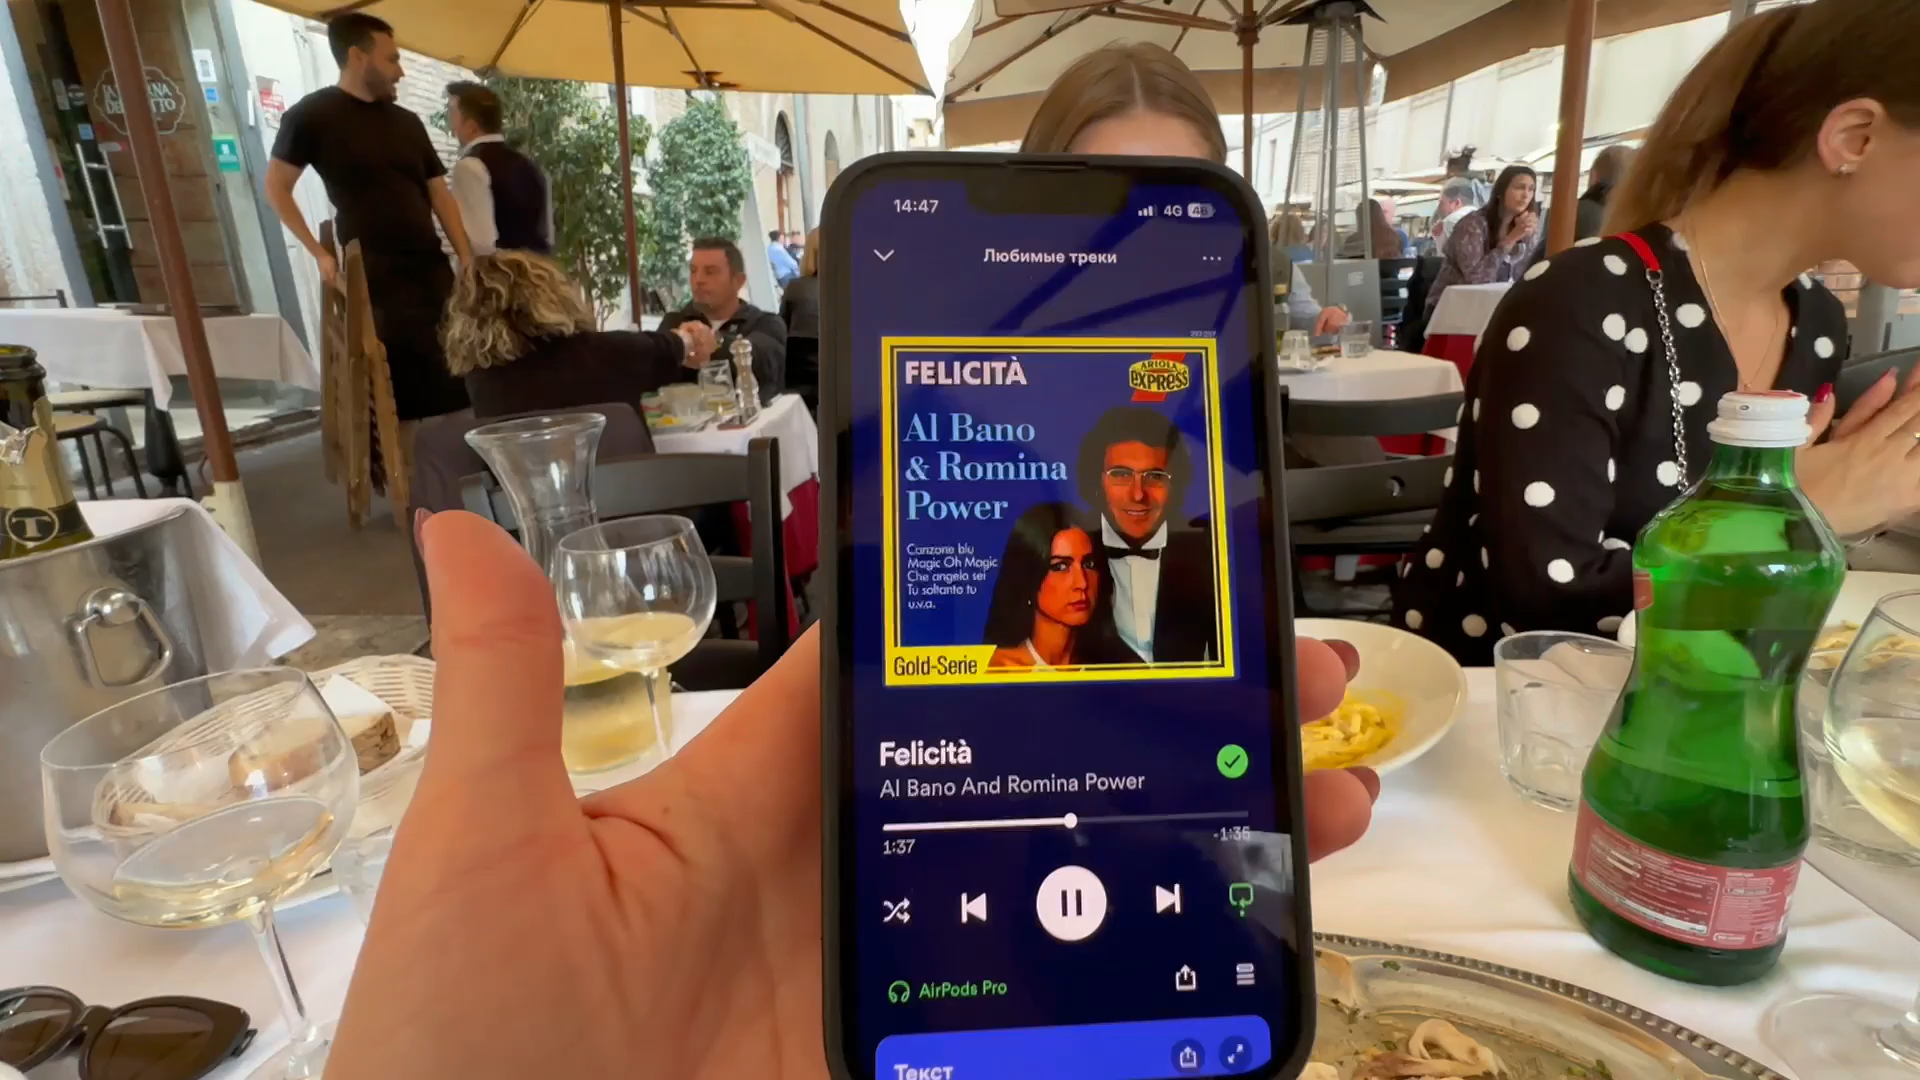 14:47
4G 46
Любимые треки
FELICITÀ
ARIOLA
EXPRESS
Al Bano
& Romina
Power
Canzone blu
Magic Oh Magic
Che angelo sei
Tu soltanto tu
u.v.a.
Gold-Serie
Felicità
Al Bano And Romina Power
1:37
-1:35
AirPods Pro
Текст
T